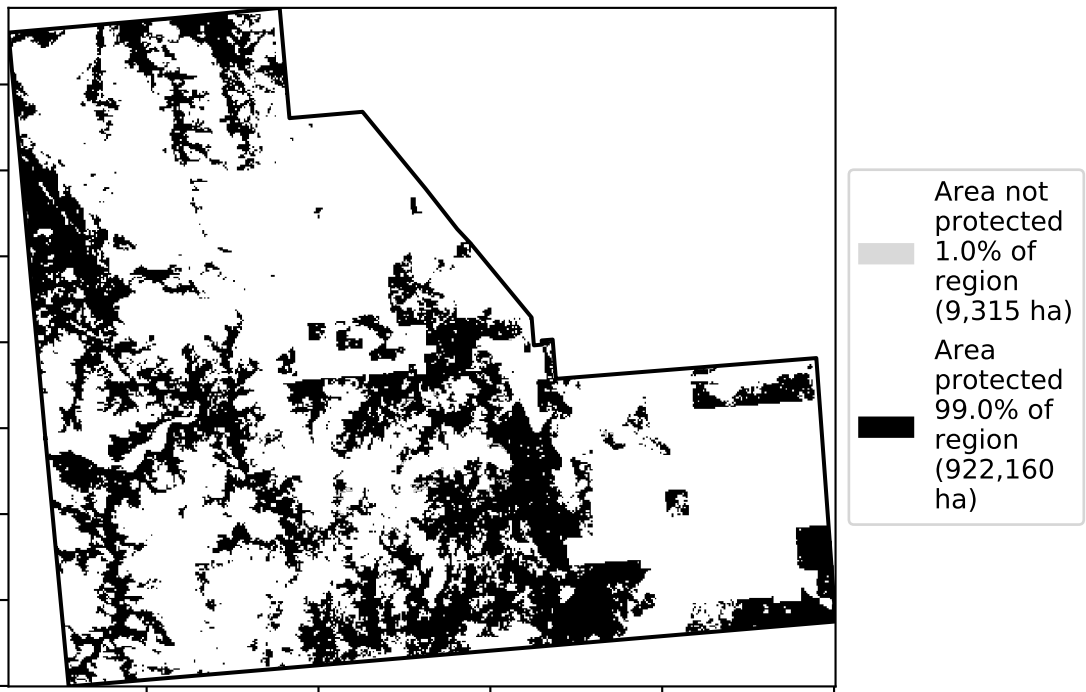 Area not
protected
1.0% of
region
(9,315 ha)
Area
protected
99.0% of
region
(922,160
ha)